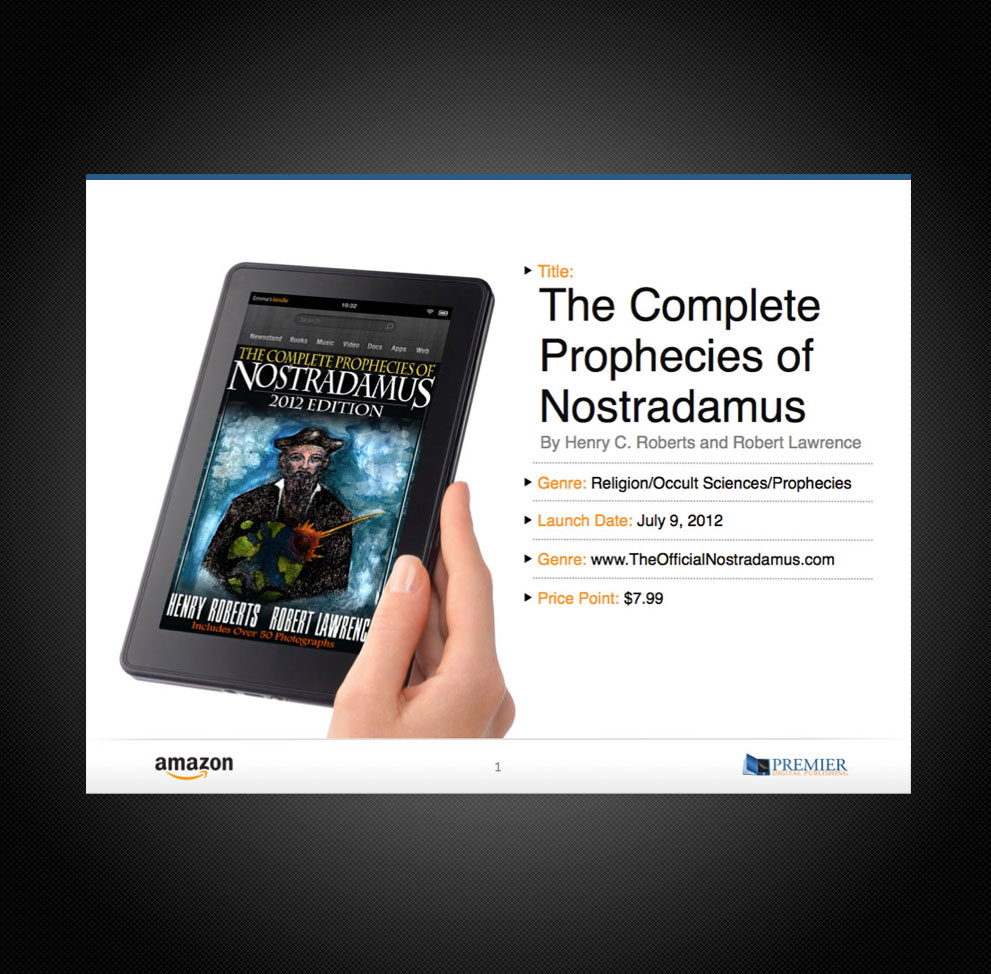 Emma's kindle
10:32
Search
Newsstand Books Music Video Docs Apps Web
THE COMPLETE PROPHECIES OF
NOSTRADAMUS
2012 EDITION
HENRY ROBERTS ROBERT LAWRENC
Includes Over 50 Photographs
Title:
The Complete
Prophecies of
Nostradamus
By Henry C. Roberts and Robert Lawrence
Genre: Religion/Occult Sciences/Prophecies
Launch Date: July 9, 2012
Genre: www.TheOfficialNostradamus.com
Price Point: $7.99
amazon
1
PREMIER
DIGITAL PUBLISHING